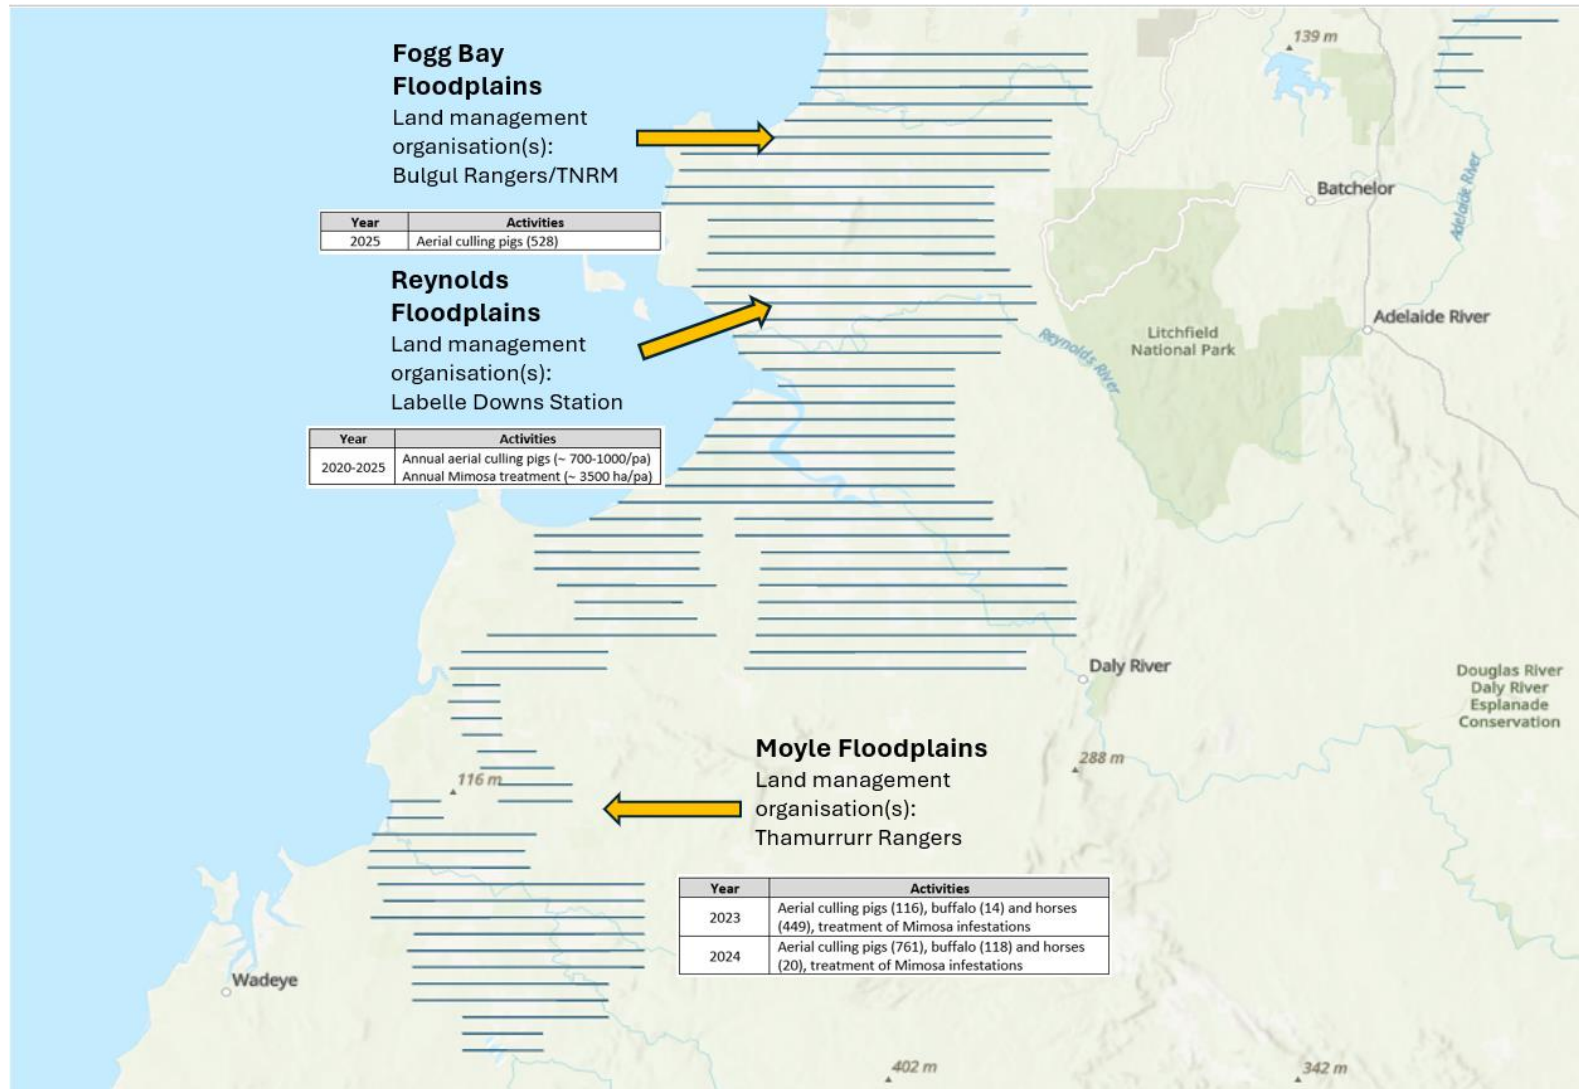 Fogg Bay
Floodplains
Land management
organisation(s):
Bulgul Rangers/TNRM
Year Activities
2025 Aerial culling pigs (528)
Reynolds
Floodplains
Land management
organisation(s):
Labelle Downs Station
Year Activities
2020-2025 Annual aerial culling pigs (~ 700-1000/pa)
Annual Mimosa treatment (~ 3500 ha/pa)
139 m
Batchelor
Adelaide River
Adelaide River
Litchfield
National Park
Reynolds River
Daly River
Douglas River
Daly River
Esplanade
Conservation
288 m
116 m
Moyle Floodplains
Land management
organisation(s):
Thamurrurr Rangers
Year Activities
2023 Aerial culling pigs (116), buffalo (14) and horses
(449), treatment of Mimosa infestations
2024 Aerial culling pigs (761), buffalo (118) and horses
(20), treatment of Mimosa infestations
Wadeye
402 m
342 m